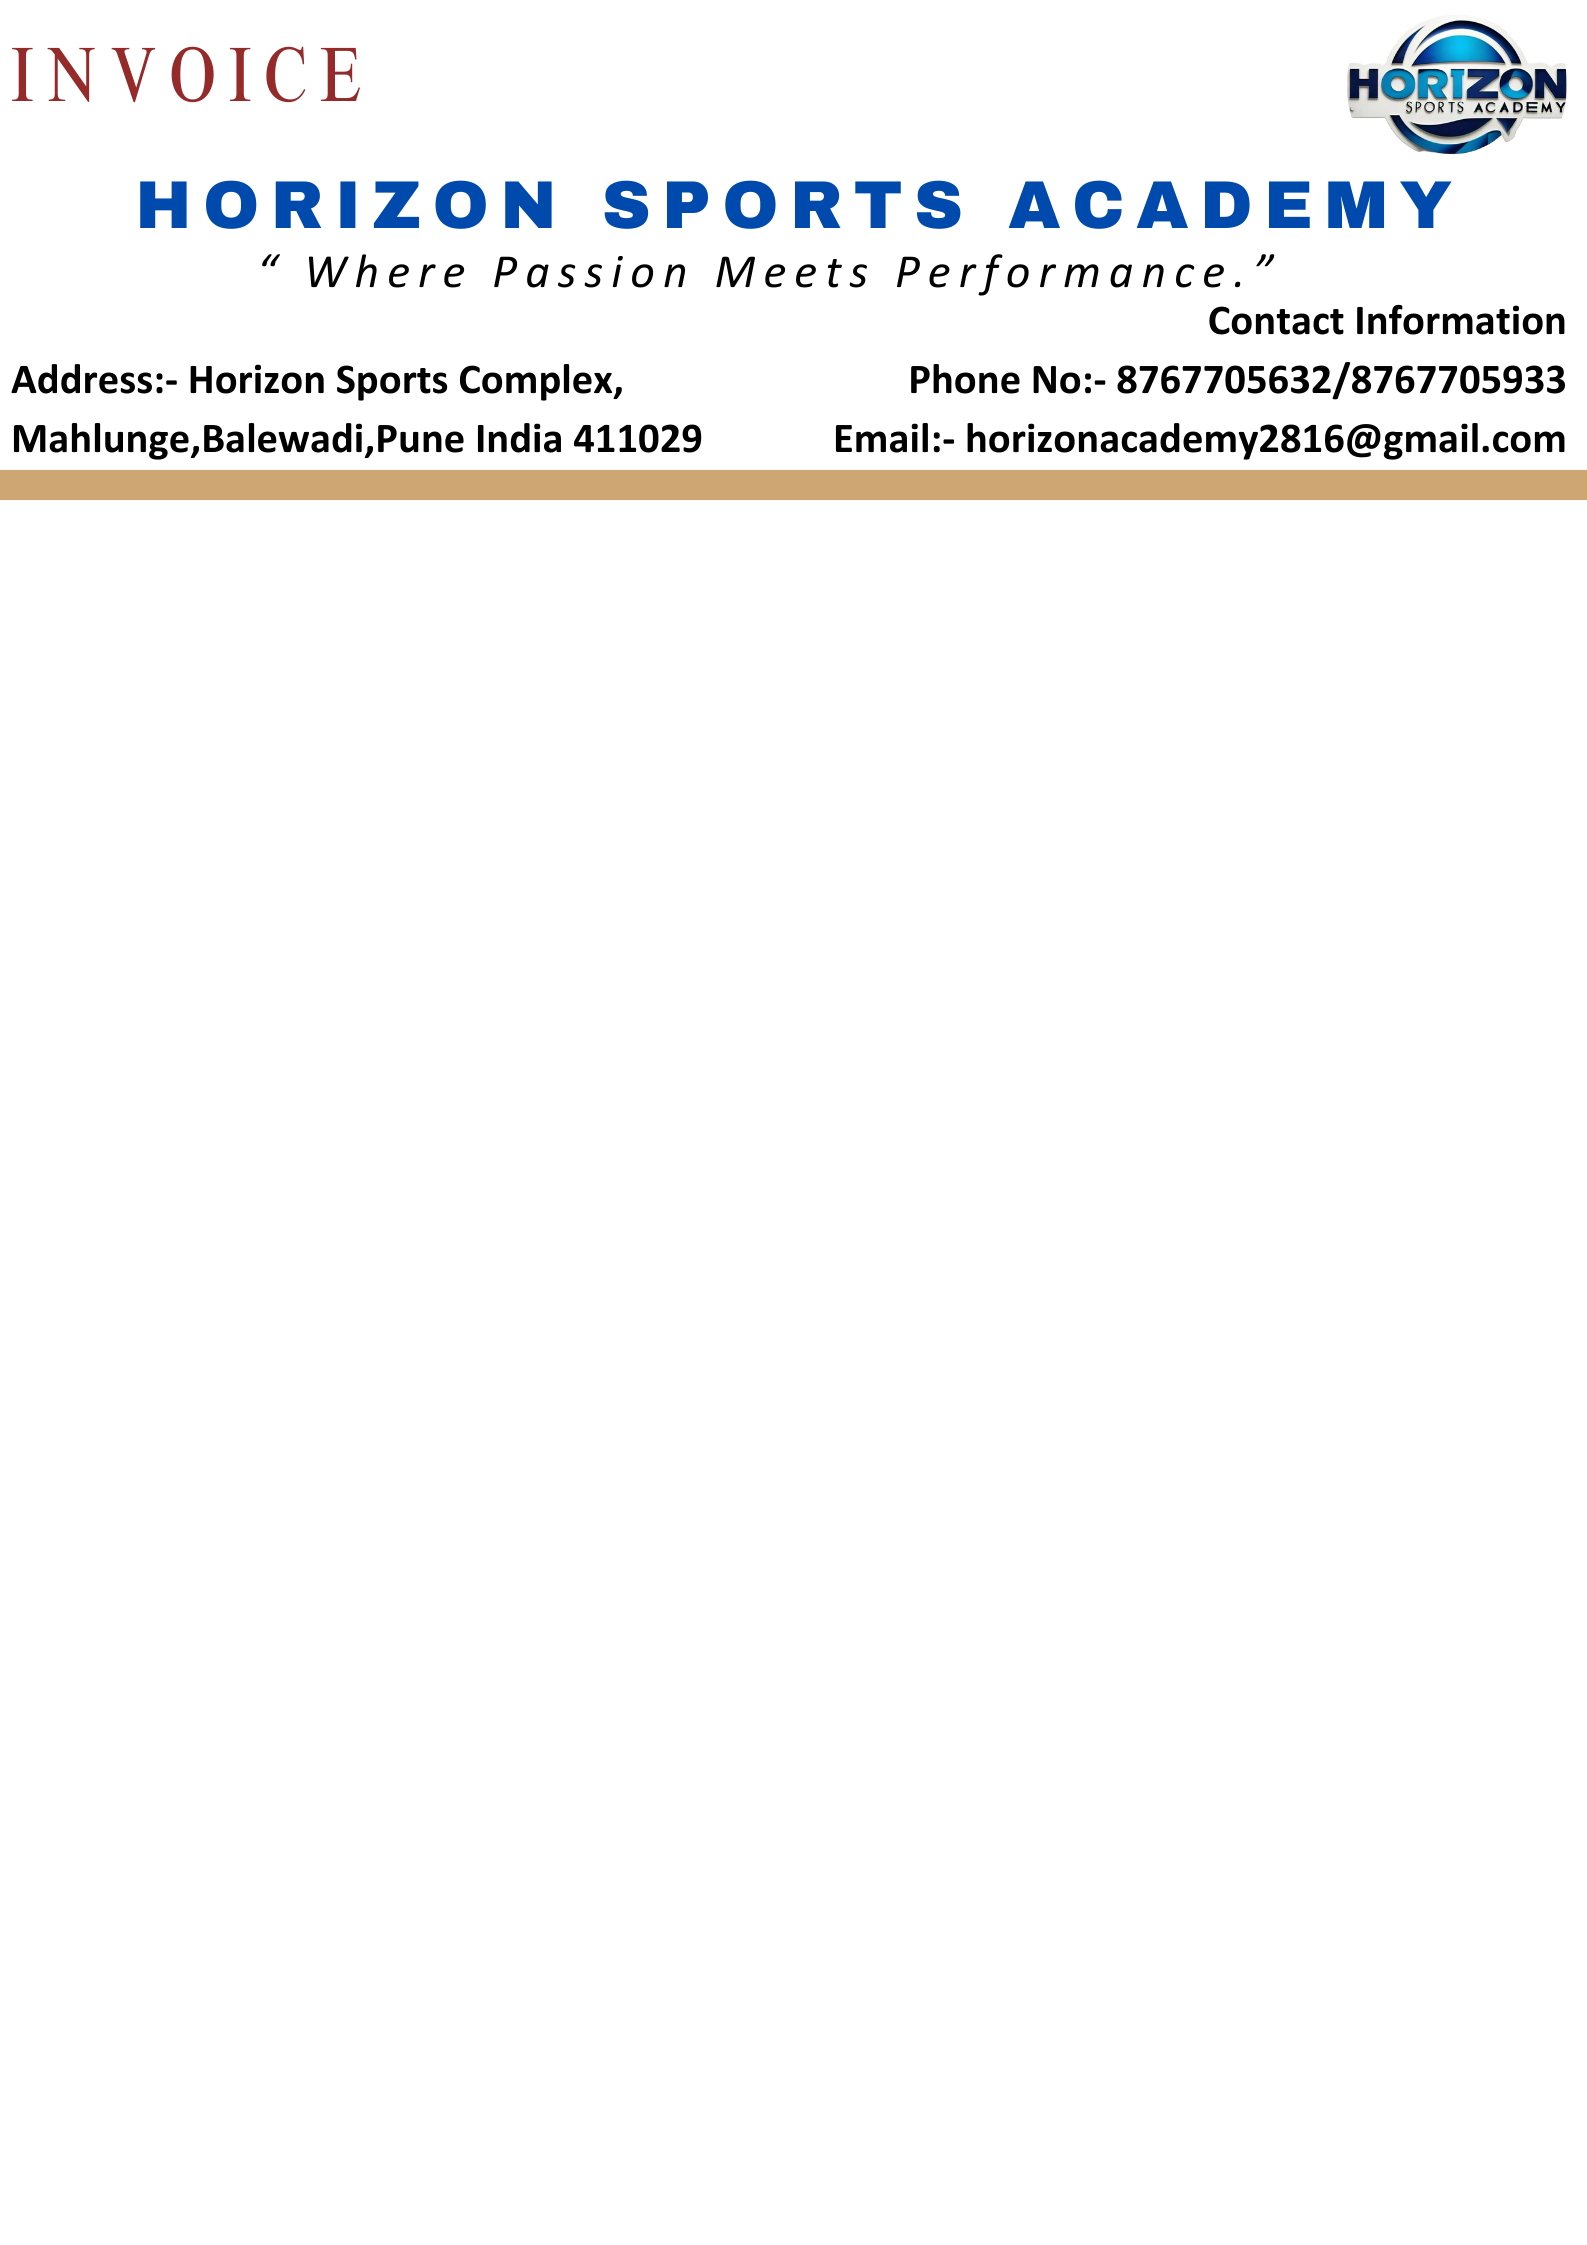 INVOICE
HORIZON
SPORTS ACADEMY
HORIZON SPORTS ACADEMY
“ Where Passion Meets Performance.”
Contact Information
Address:- Horizon Sports Complex,
Phone No:- 8767705632/8767705933
Mahlunge,Balewadi,Pune India 411029
Email:- horizonacademy2816@gmail.com